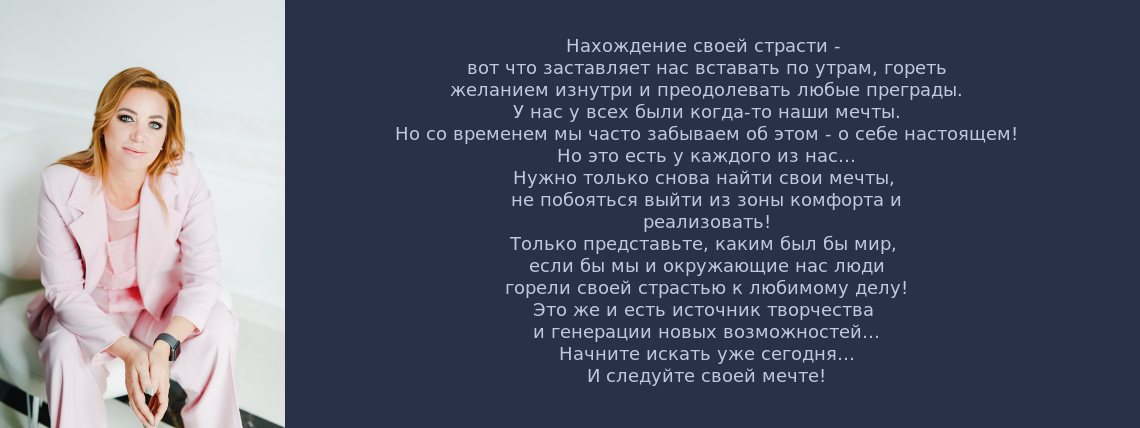 Нахождение своей страсти -
вот что заставляет нас вставать по утрам, гореть
желанием изнутри и преодолевать любые преграды.
У нас у всех были когда-то наши мечты.
Но со временем мы часто забываем об этом - о себе настоящем!
Но это есть у каждого из нас...
Нужно только снова найти свои мечты,
не побояться выйти из зоны комфорта и
реализовать!
Только представьте, каким был бы мир,
если бы мы и окружающие нас люди
горели своей страстью к любимому делу!
Это же и есть источник творчества
и генерации новых возможностей...
Начните искать уже сегодня...
И следуйте своей мечте!